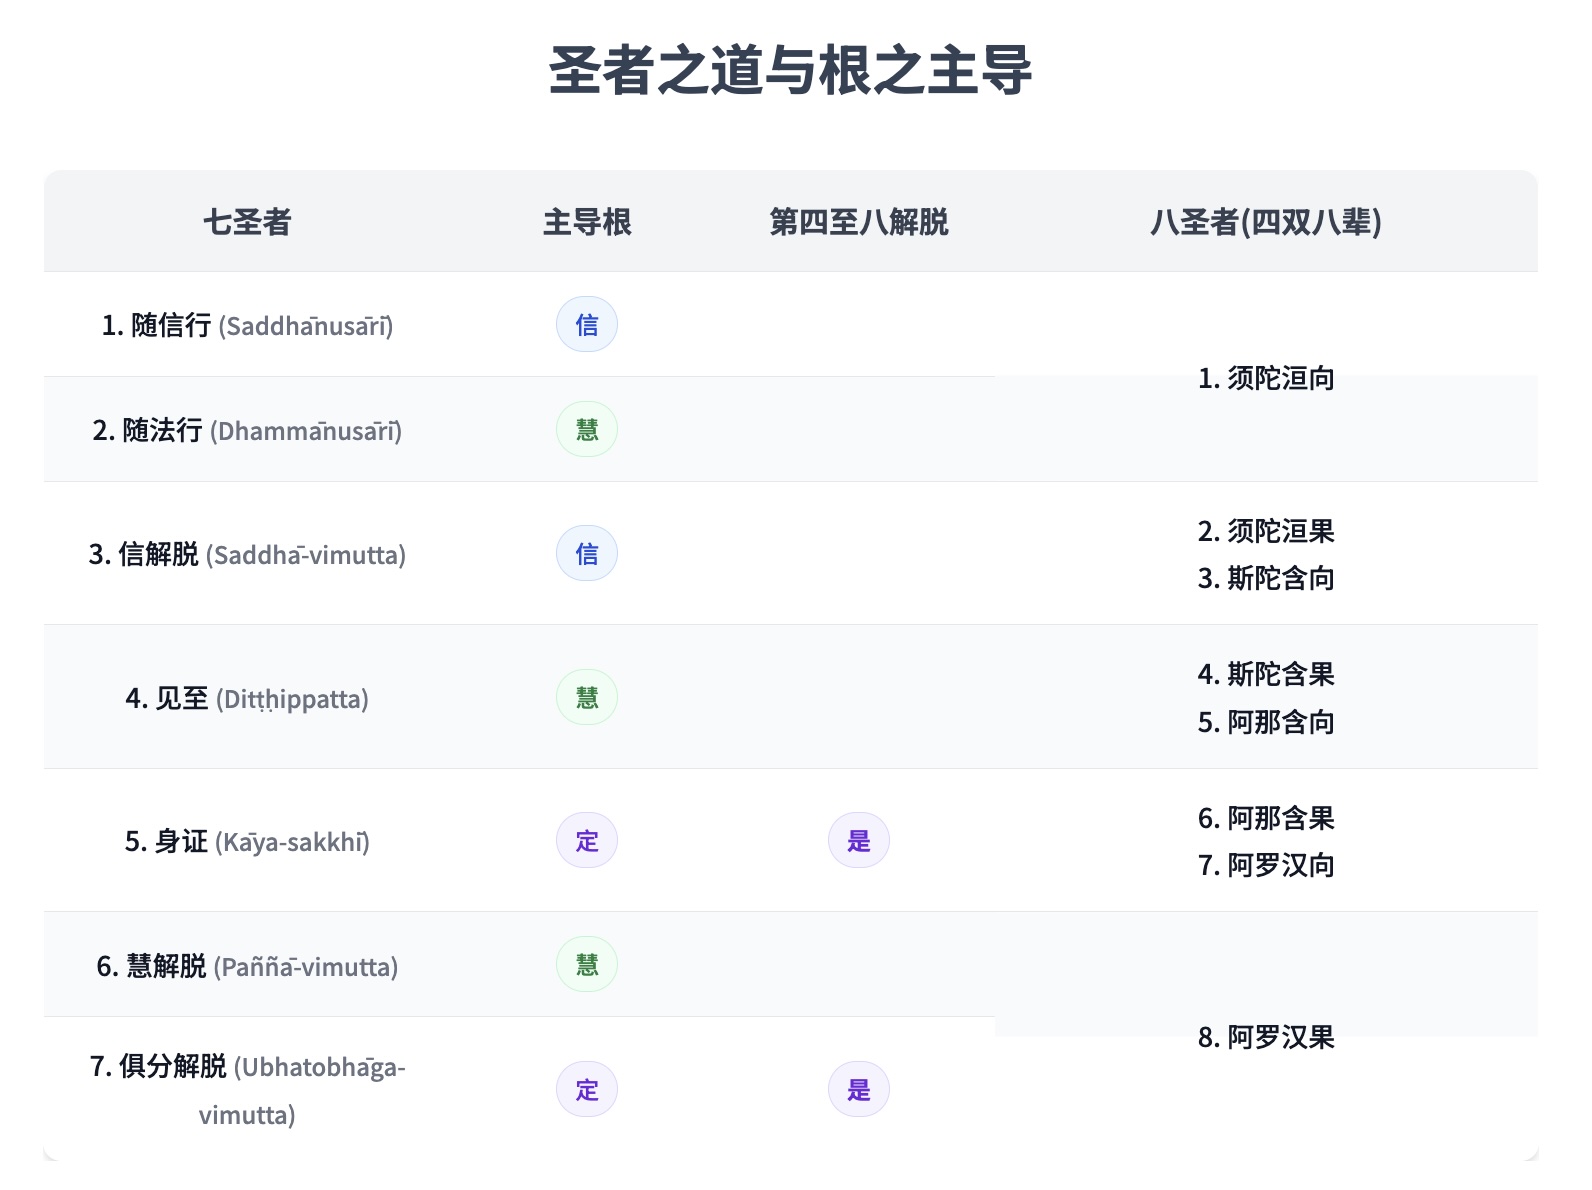 圣者之道与根之主导
七圣者 主导根 第四至八解脱 八圣者(四双八辈)
1. 随信行 (Saddhānusārī) 信
1. 须陀洹向
2. 随法行 (Dhammānusārī) 慧
3. 信解脱 (Saddhā-vimutta) 信
2. 须陀洹果
3. 斯陀含向
4. 见至 (Diṭṭhippatta) 慧
4. 斯陀含果
5. 阿那含向
5. 身证 (Kāya-sakkhī) 定 是
6. 阿那含果
7. 阿罗汉向
6. 慧解脱 (Paññā-vimutta) 慧
8. 阿罗汉果
7. 俱分解脱 (Ubhatobhāga-
vimutta) 定 是